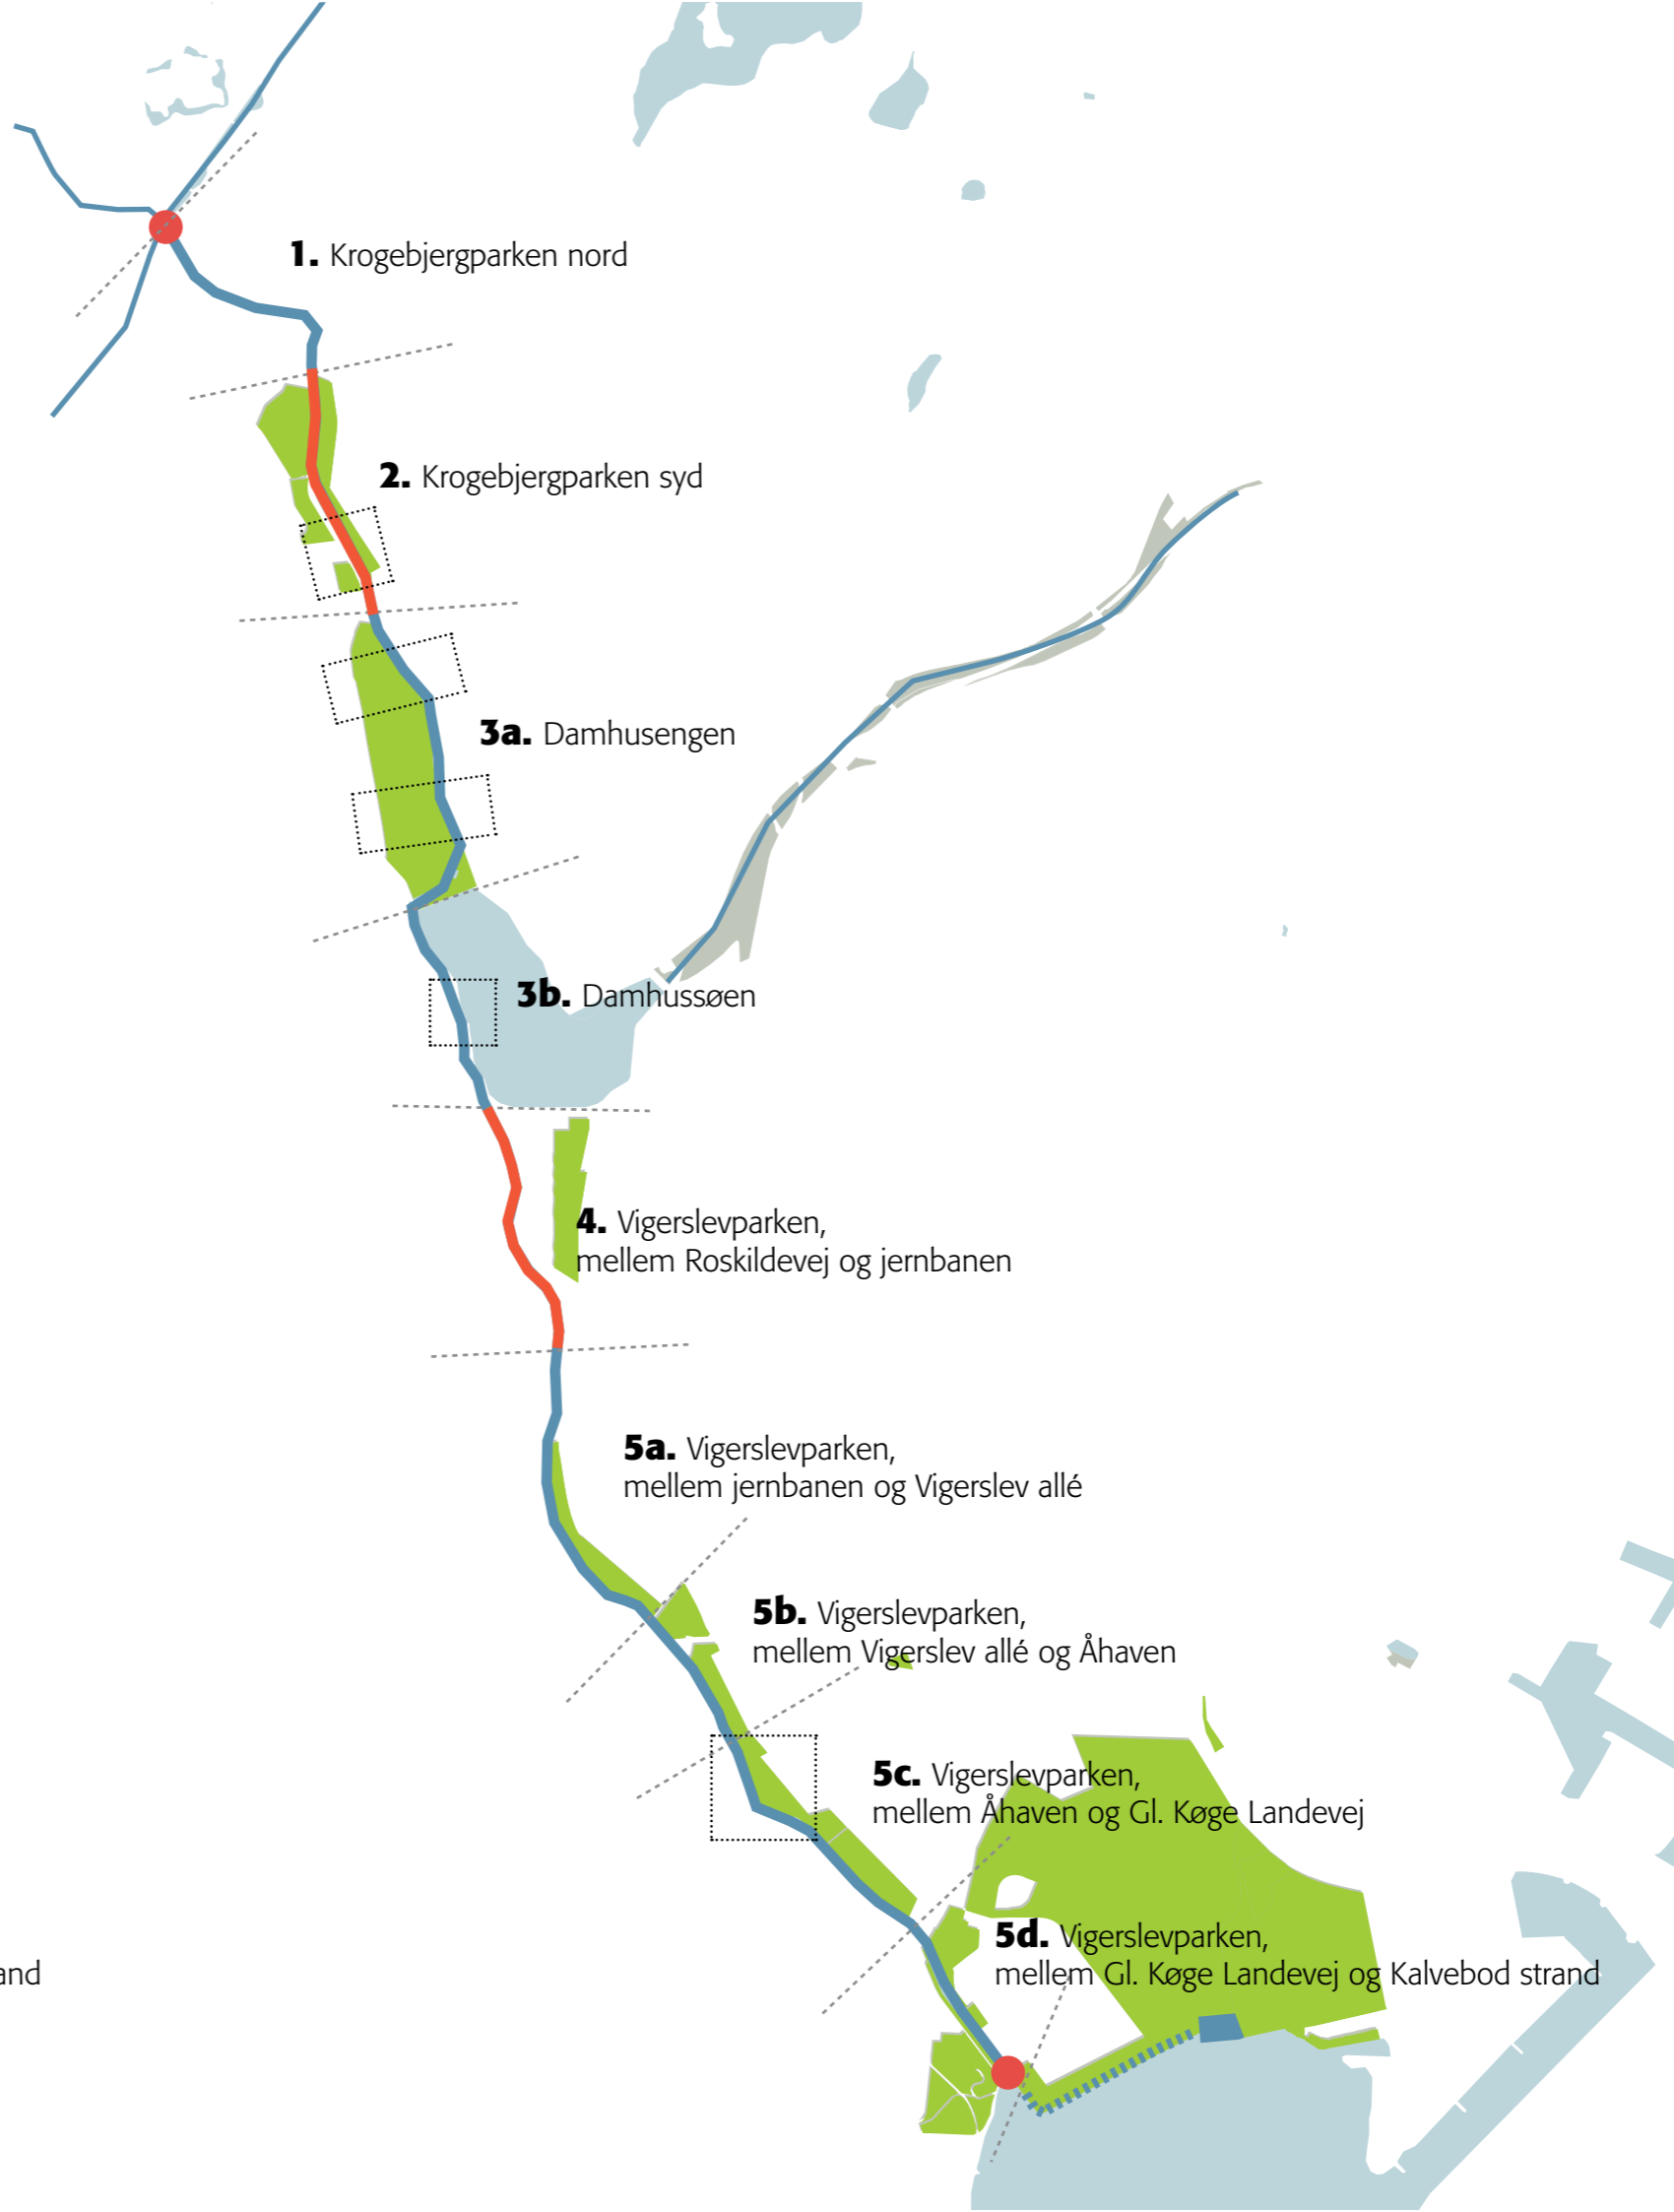 1. Krogebjergparken nord
2. Krogebjergparken syd
3a. Damhusengen
3b. Damhussøen
4. Vigerslevparken,
mellem Roskildevej og jernbanen
5a. Vigerslevparken,
mellem jernbanen og Vigerslev allé
5b. Vigerslevparken,
mellem Vigerslev allé og Åhaven
5c. Vigerslevparken,
mellem Åhaven og Gl. Køge Landevej
5d. Vigerslevparken,
mellem Gl. Køge Landevej og Kalvebod strand
and